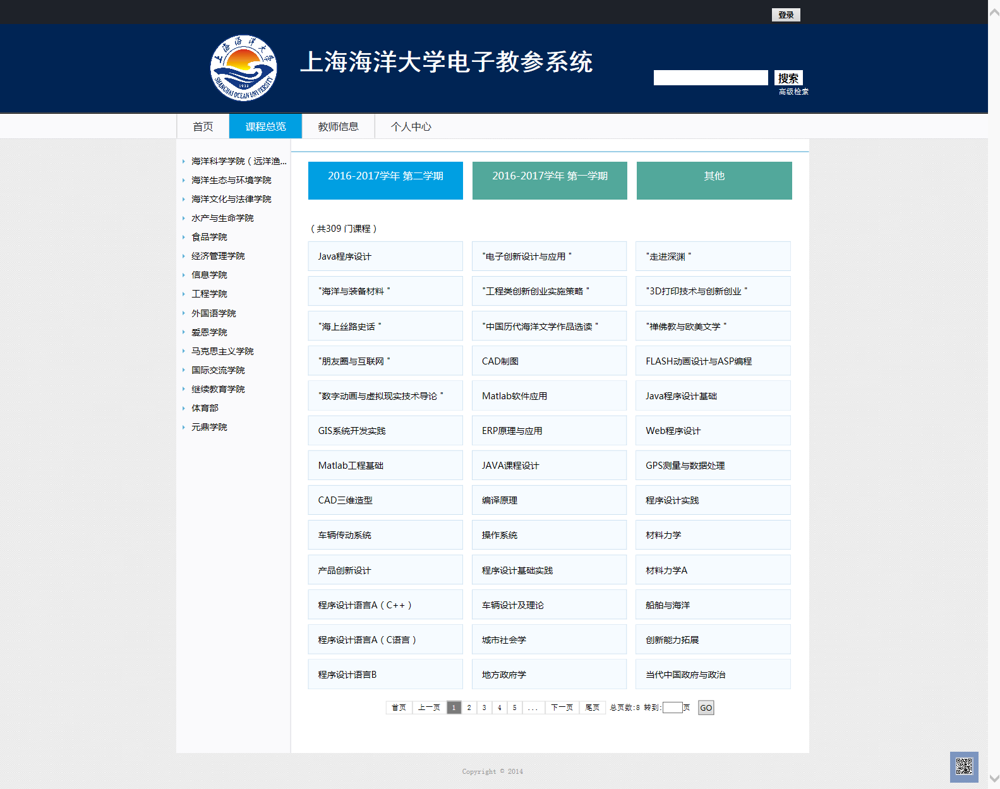 登录
上海海洋大学
SHANGHAI OCEAN UNIVERSITY
1912
上海海洋大学电子教参系统
搜索
高级检索
首页 课程总览 教师信息 个人中心
海洋科学学院（远洋渔...
海洋生态与环境学院
海洋文化与法律学院
水产与生命学院
食品学院
经济管理学院
信息学院
工程学院
外国语学院
爱恩学院
马克思主义学院
国际交流学院
继续教育学院
体育部
元鼎学院
2016-2017学年 第二学期 2016-2017学年 第一学期 其他
（共309 门课程）
Java程序设计 "电子创新设计与应用" "走进深渊"
"海洋与装备材料" "工程类创新创业实施策略" "3D打印技术与创新创业"
"海上丝路史话" "中国历代海洋文学作品选读" "禅佛教与欧美文学"
"朋友圈与互联网" CAD制图 FLASH动画设计与ASP编程
"数字动画与虚拟现实技术导论" Matlab软件应用 Java程序设计基础
GIS系统开发实践 ERP原理与应用 Web程序设计
Matlab工程基础 JAVA课程设计 GPS测量与数据处理
CAD三维造型 编译原理 程序设计实践
车辆传动系统 操作系统 材料力学
产品创新设计 程序设计基础实践 材料力学A
程序设计语言A（C++） 车辆设计及理论 船舶与海洋
程序设计语言A（C语言） 城市社会学 创新能力拓展
程序设计语言B 地方政府学 当代中国政府与政治
首页 上一页 1 2 3 4 5 ... 下一页 尾页 总页数:8 转到: 页 GO
Copyright © 2014